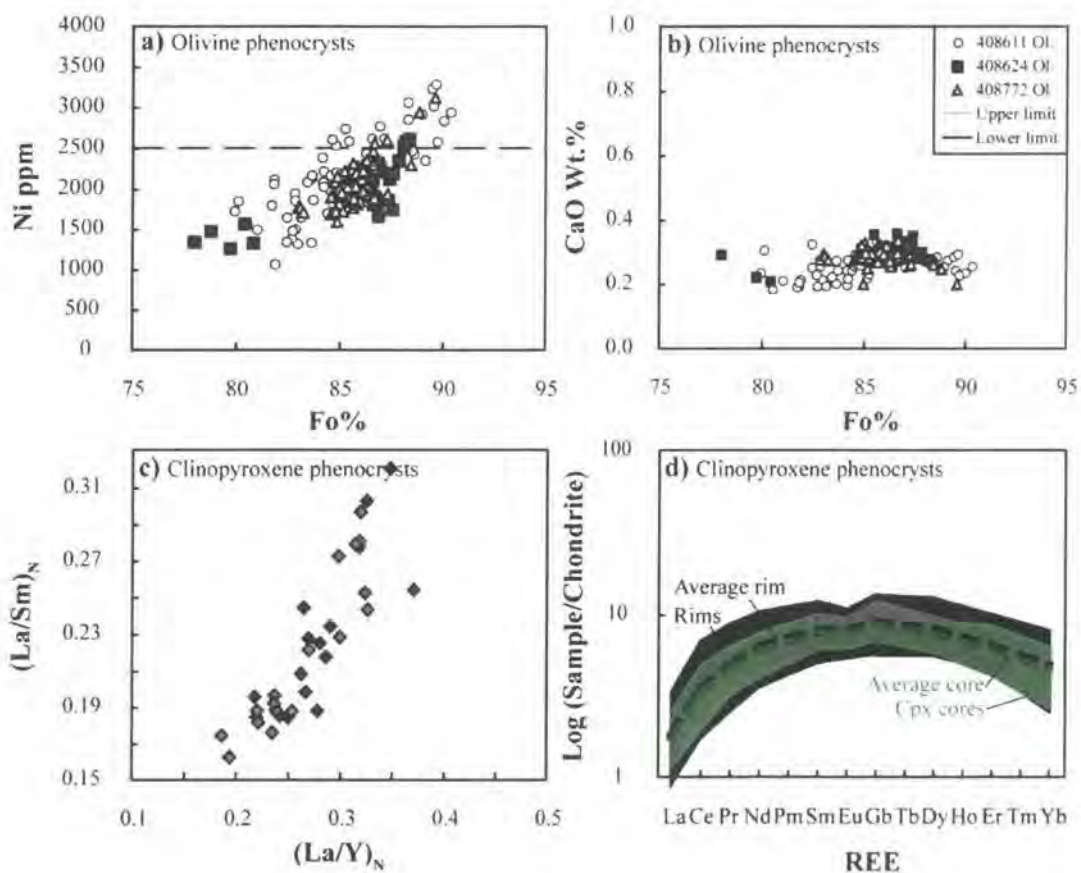 a) Olivine phenocrysts
4000
3500
3000
2500
2000
1500
1000
500
0
Ni ppm
75 80 85 90 95
Fo%
b) Olivine phenocrysts
408611 OL
408624 OL
408772 OL
Upper limit
Lower limit
1.0
0.8
0.6
0.4
0.2
0.0
CaO Wt.%
75 80 85 90 95
Fo%
c) Clinopyroxene phenocrysts
0.31
0.27
0.23
0.19
0.15
(La/Sm)N
0.1 0.2 0.3 0.4 0.5
(La/Y)N
d) Clinopyroxene phenocrysts
100
10
1
Log (Sample/Chondrite)
Average rim
Rims
Average core
Cpx cores
La Ce Pr Nd Pm Sm Eu Gb Tb Dy Ho Er Tm Yb
REE